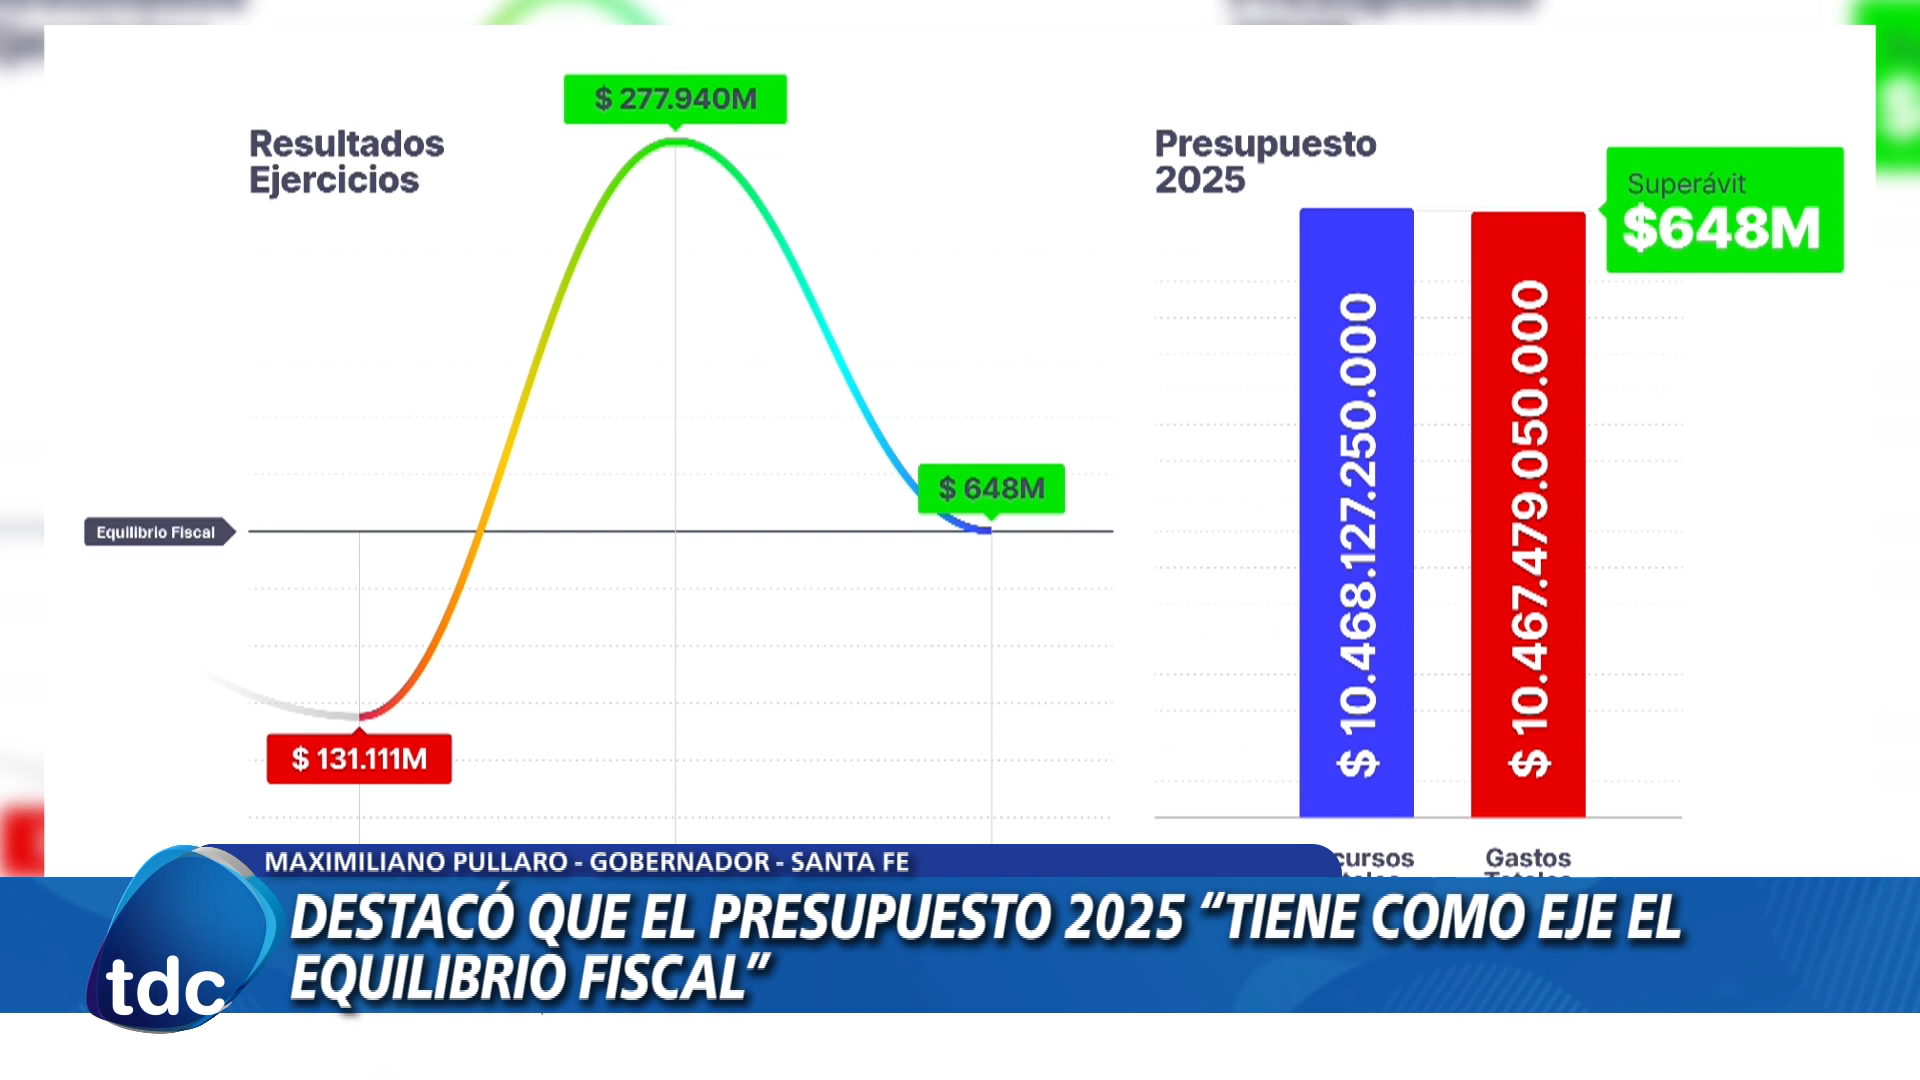 $ 277.940M
Resultados
Ejercicios
$ 648M
Equilibrio Fiscal
$ 131.111M
Presupuesto
2025
Superávit
$648M
$ 10.468.127.250.000
$ 10.467.479.050.000
Gastos
MAXIMILIANO PULLARO - GOBERNADOR - SANTA FE
DESTACÓ QUE EL PRESUPUESTO 2025 “TIENE COMO EJE EL
EQUILIBRIO FISCAL”
tdc